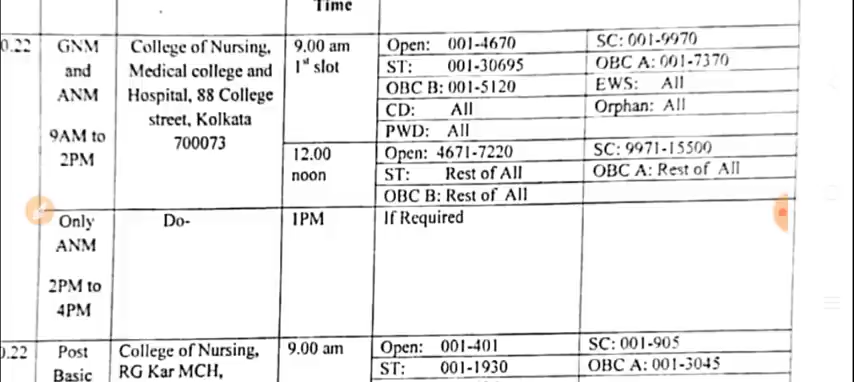 Time
0.22 GNM and ANM 9AM to 2PM
College of Nursing, Medical college and Hospital, 88 College street, Kolkata 700073
9.00 am 1st slot
Open: 001-4670 SC: 001-9970
ST: 001-30695 OBC A: 001-7370
OBC B: 001-5120 EWS: All
CD: All Orphan: All
PWD: All
12.00 noon
Open: 4671-7220 SC: 9971-15500
ST: Rest of All OBC A: Rest of All
OBC B: Rest of All
Only ANM 2PM to 4PM
Do-
1PM
If Required
0.22 Post Basic
College of Nursing, RG Kar MCH,
9.00 am
Open: 001-401 SC: 001-905
ST: 001-1930 OBC A: 001-3045